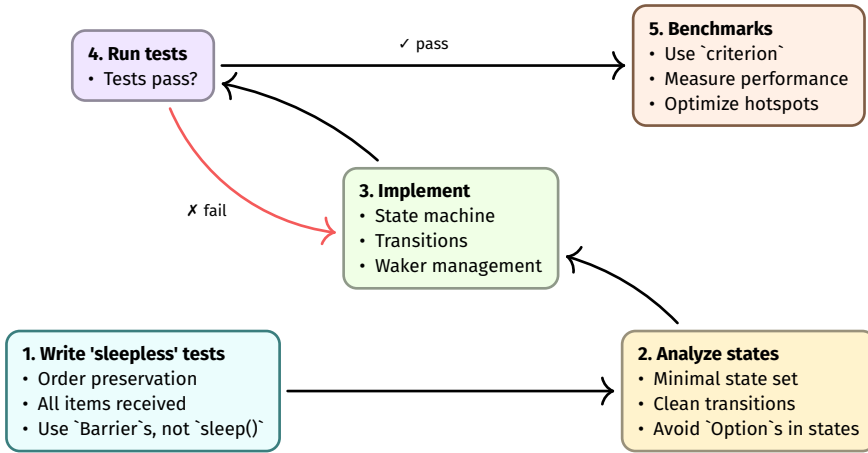 4. Run tests
• Tests pass?
✓ pass
5. Benchmarks
• Use `criterion`
• Measure performance
• Optimize hotspots
✗ fail
3. Implement
• State machine
• Transitions
• Waker management
1. Write 'sleepless' tests
• Order preservation
• All items received
• Use `Barrier`s, not `sleep()`
2. Analyze states
• Minimal state set
• Clean transitions
• Avoid `Option`s in states